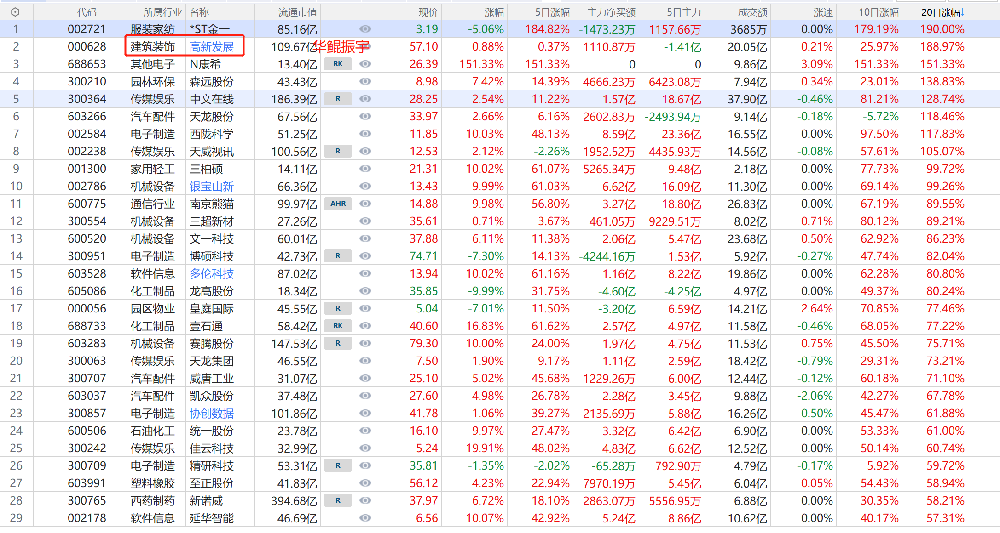 代码 所属行业 名称 流通市值 现价 涨幅 5日涨幅 主力净买额 5日主力 成交额 涨速 10日涨幅 20日涨幅↓
1 002721 服装家纺 *ST金一 85.16亿 3.19 -5.06% 184.82% -1473.23万 1157.66万 3685万 0.00% 179.19% 190.00%
2 000628 建筑装饰 高新发展 109.67亿 华鲲振宇 57.10 0.88% 0.37% 1110.87万 -1.41亿 20.05亿 0.21% 25.97% 188.97%
3 688653 其他电子 N康希 13.40亿 RK 26.39 151.33% 151.33% 0 0 9.86亿 3.09% 151.33% 151.33%
4 300210 园林环保 森远股份 43.43亿 8.98 7.42% 14.39% 4666.23万 6423.08万 7.94亿 0.34% 23.01% 138.83%
5 300364 传媒娱乐 中文在线 186.39亿 R 28.25 2.54% 11.22% 1.57亿 18.67亿 37.90亿 -0.46% 81.21% 128.74%
6 603266 汽车配件 天龙股份 67.56亿 33.97 2.66% 6.16% 2602.83万 -2493.94万 9.14亿 -0.18% -5.72% 118.46%
7 002584 电子制造 西陇科学 51.25亿 11.85 10.03% 48.13% 8.59亿 23.36亿 16.55亿 0.00% 97.50% 117.83%
8 002238 传媒娱乐 天威视讯 100.56亿 R 12.53 2.12% -2.26% 1952.52万 4435.93万 14.56亿 -0.08% 57.61% 105.07%
9 001300 家用轻工 三柏硕 14.11亿 21.31 10.02% 61.07% 5265.34万 9.48亿 2.18亿 0.00% 77.73% 99.72%
10 002786 机械设备 银宝山新 66.36亿 13.43 9.99% 61.03% 6.62亿 16.09亿 11.30亿 0.00% 69.14% 99.26%
11 600775 通信行业 南京熊猫 99.97亿 AHR 14.88 9.98% 56.80% 3.27亿 18.80亿 26.83亿 0.00% 67.19% 89.55%
12 300554 机械设备 三超新材 27.26亿 35.61 0.71% 3.67% 461.05万 9229.51万 8.02亿 0.71% 80.12% 89.21%
13 600520 机械设备 文一科技 60.01亿 37.88 6.11% 11.38% 2.06亿 5.47亿 23.68亿 0.50% 62.92% 86.23%
14 300951 电子制造 博硕科技 42.73亿 R 74.71 -7.30% 14.13% -4244.16万 1.53亿 5.92亿 -0.27% 47.74% 82.04%
15 603528 软件信息 多伦科技 87.02亿 13.94 10.02% 61.16% 1.16亿 8.22亿 19.86亿 0.00% 62.28% 80.80%
16 605086 化工制品 龙高股份 18.34亿 35.85 -9.99% 31.75% -4.60亿 -4.25亿 4.97亿 0.00% 49.37% 80.24%
17 000056 园区物业 皇庭国际 45.55亿 R 5.04 -7.01% 11.50% -3.20亿 6.59亿 14.21亿 2.64% 70.85% 77.46%
18 688733 化工制品 壹石通 58.42亿 RK 40.60 16.83% 61.62% 2.57亿 4.97亿 11.58亿 -0.46% 68.05% 77.22%
19 603283 机械设备 赛腾股份 147.53亿 R 79.30 10.00% 24.00% 1.97亿 4.75亿 11.53亿 0.75% 45.50% 75.71%
20 300063 传媒娱乐 天龙集团 46.55亿 7.50 1.90% 9.17% 1.11亿 2.59亿 18.42亿 -0.79% 29.31% 73.21%
21 300707 汽车配件 威唐工业 31.07亿 25.10 5.02% 45.68% 1229.26万 6.00亿 12.44亿 -0.12% 60.18% 71.10%
22 603037 汽车配件 凯众股份 37.48亿 27.60 4.98% 26.78% 2.28亿 3.45亿 9.88亿 -2.06% 42.27% 67.78%
23 300857 电子制造 协创数据 101.86亿 41.78 1.06% 39.27% 2135.69万 5.88亿 16.26亿 -0.50% 45.47% 61.88%
24 600506 石油化工 统一股份 23.78亿 16.10 9.97% 27.47% 3.32亿 6.42亿 6.90亿 0.00% 53.33% 61.00%
25 300242 传媒娱乐 佳云科技 32.99亿 5.24 19.91% 48.02% 4.83亿 6.62亿 12.52亿 0.00% 50.14% 60.74%
26 300709 电子制造 精研科技 53.31亿 R 35.81 -1.35% -2.02% -65.28万 792.90万 4.79亿 -0.17% 5.92% 59.72%
27 603991 塑料橡胶 至正股份 41.83亿 56.12 4.23% 22.94% 7970.19万 5.45亿 6.04亿 0.05% 54.43% 58.94%
28 300765 西药制药 新诺威 394.68亿 R 37.97 6.72% 18.10% 2863.07万 5556.95万 6.88亿 0.00% 30.35% 58.21%
29 002178 软件信息 延华智能 46.69亿 6.56 10.07% 42.92% 5.24亿 8.86亿 10.62亿 0.00% 40.17% 57.31%